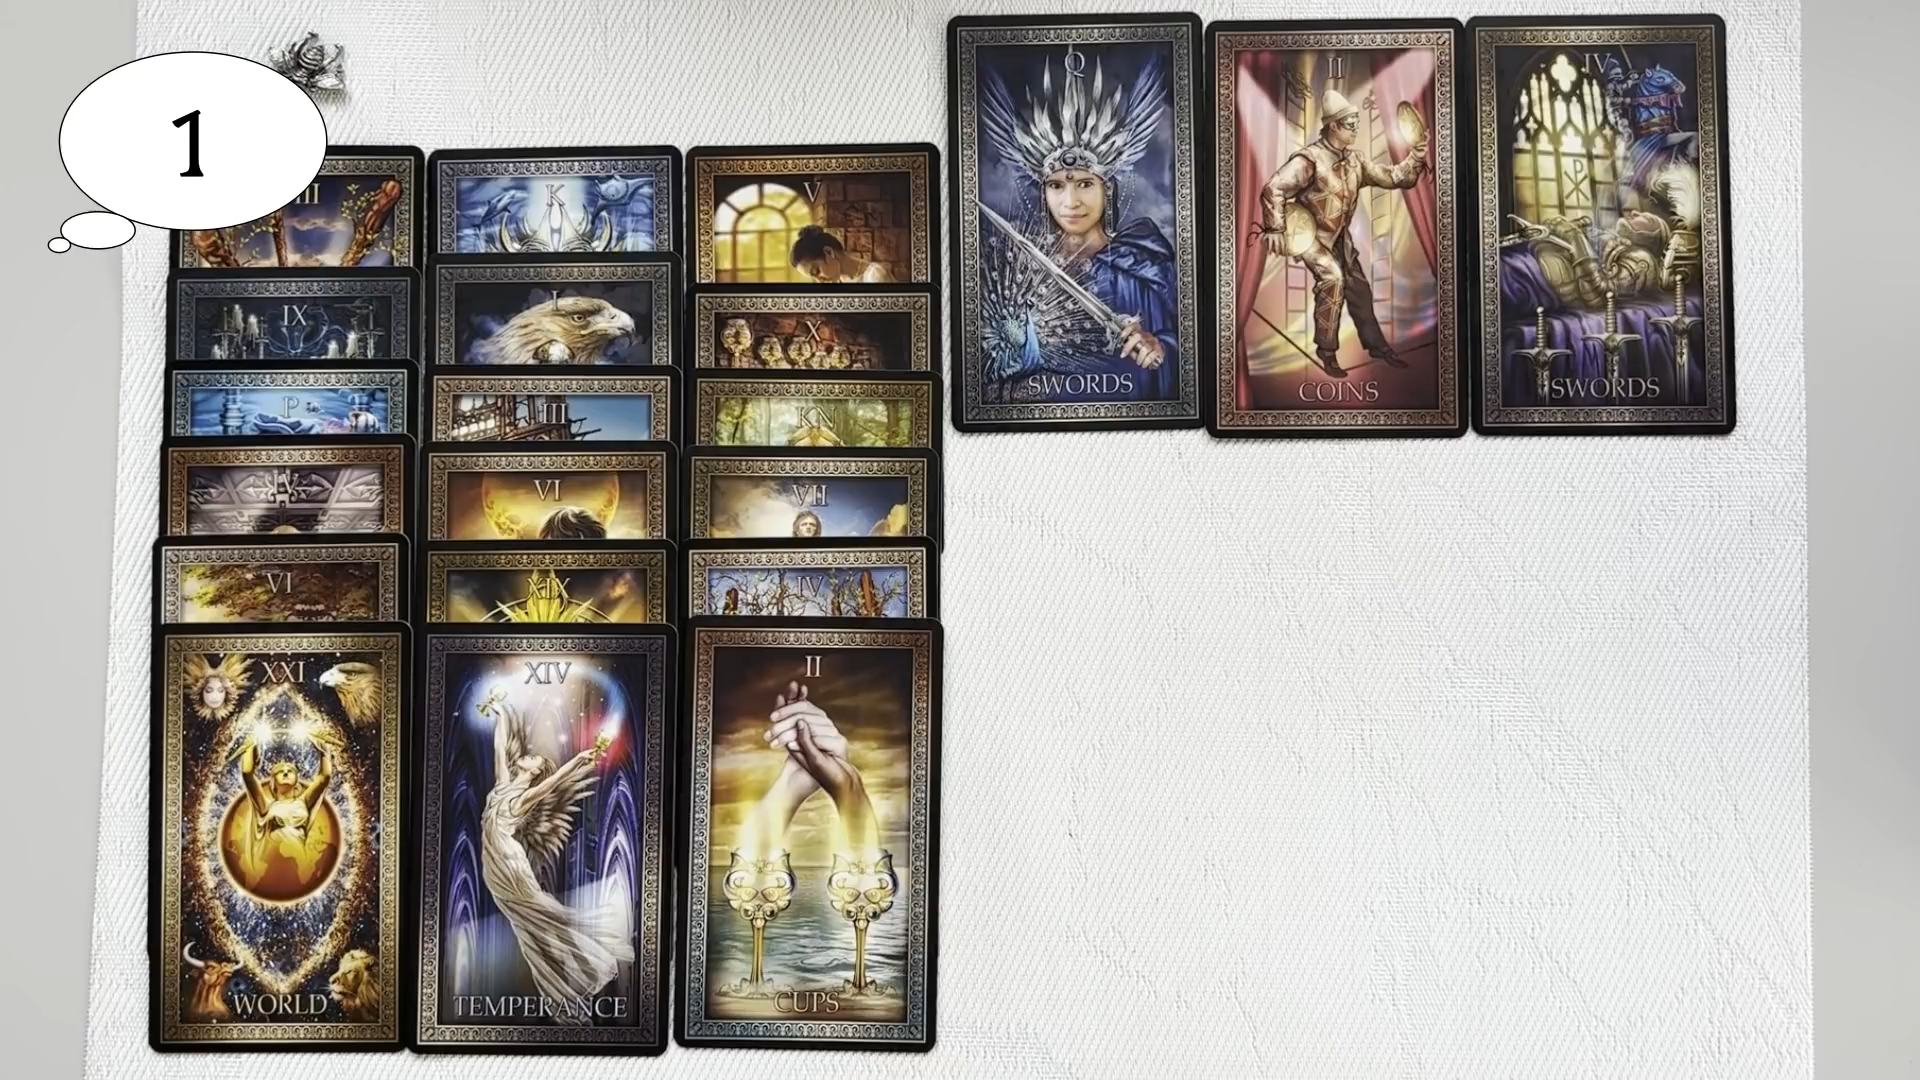 1
K
V
Q
SWORDS
II
COINS
IV
SWORDS
IX
I
X
P
III
KN
IV
VI
VII
VI
XIX
IV
XXI
WORLD
XIV
TEMPERANCE
II
CUPS